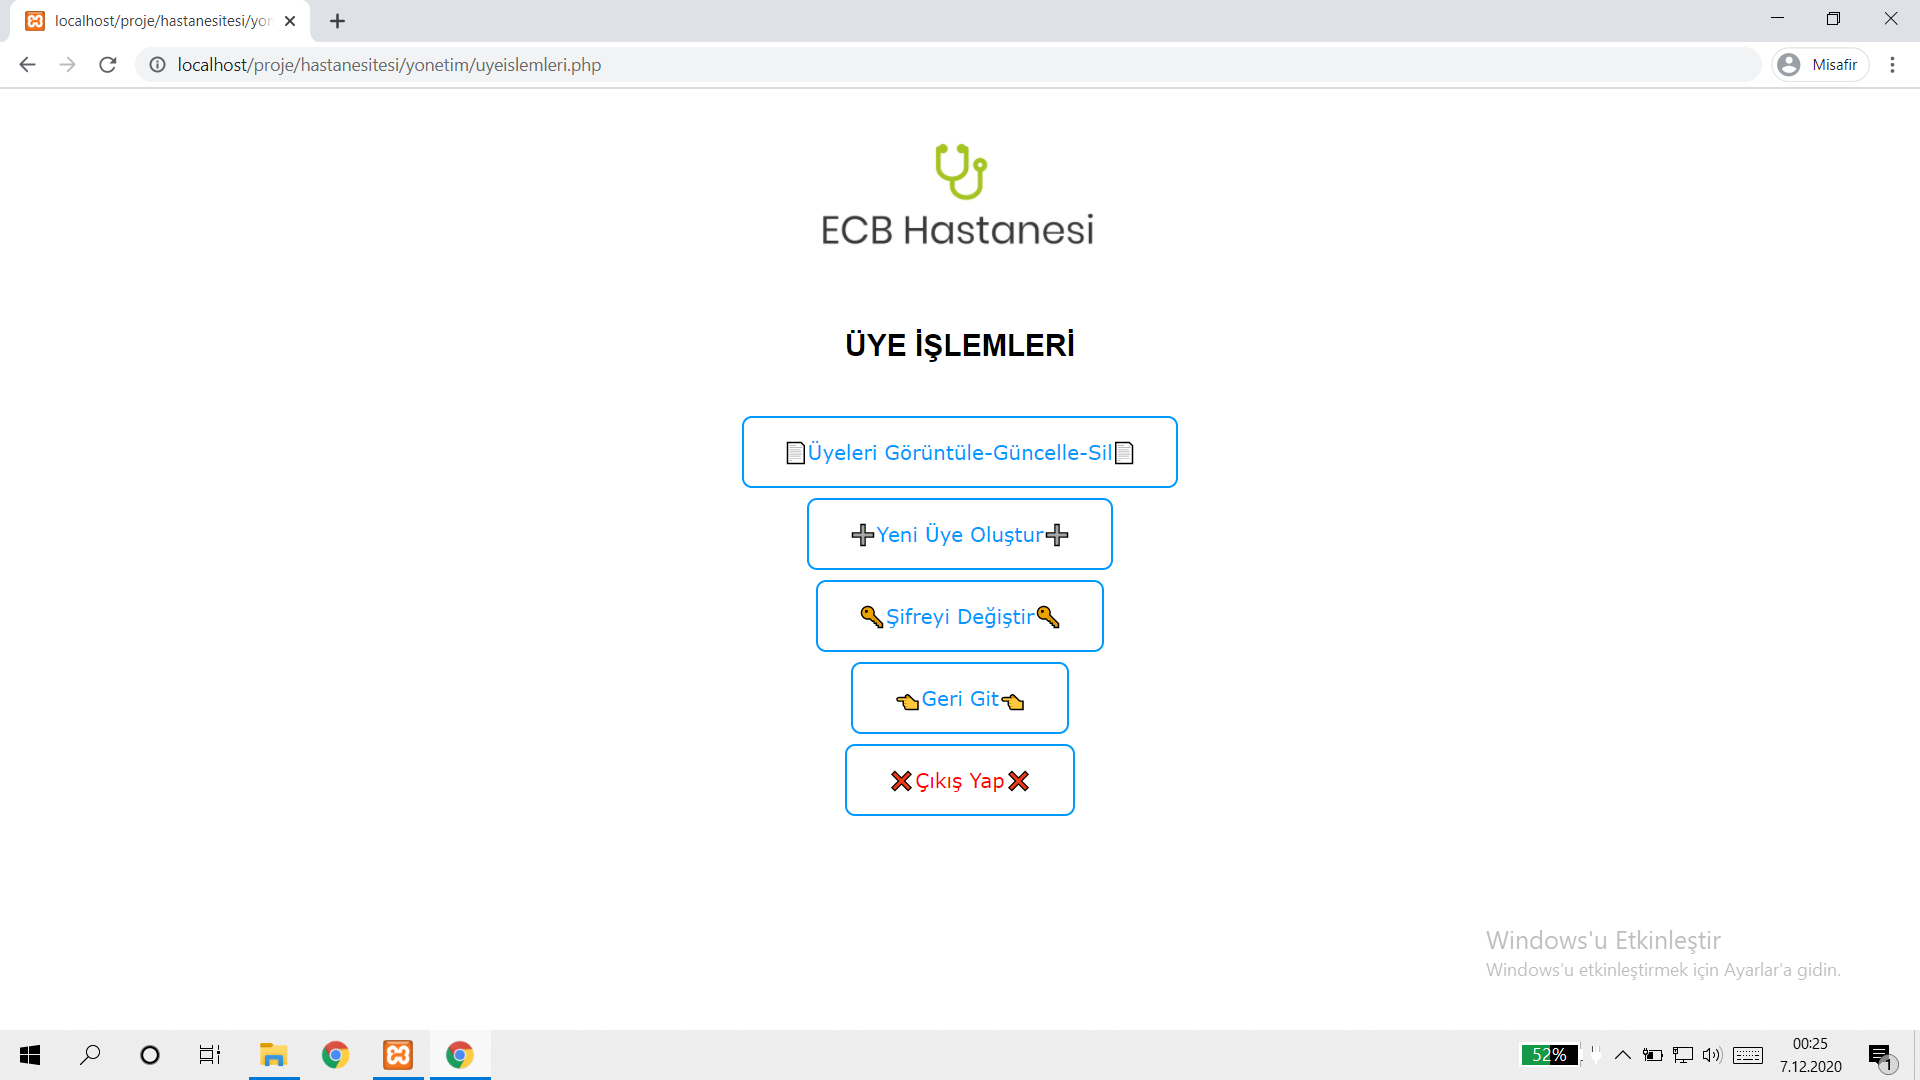 localhost/proje/hastanesitesi/yon
localhost/proje/hastanesitesi/yonetim/uyeislemleri.php
Misafir
ECB Hastanesi
ÜYE İŞLEMLERİ
Üyeleri Görüntüle-Güncelle-Sil
Yeni Üye Oluştur
Şifreyi Değiştir
Geri Git
Çıkış Yap
Windows'u Etkinleştir
Windows'u etkinleştirmek için Ayarlar'a gidin.
52%
00:25
7.12.2020
1